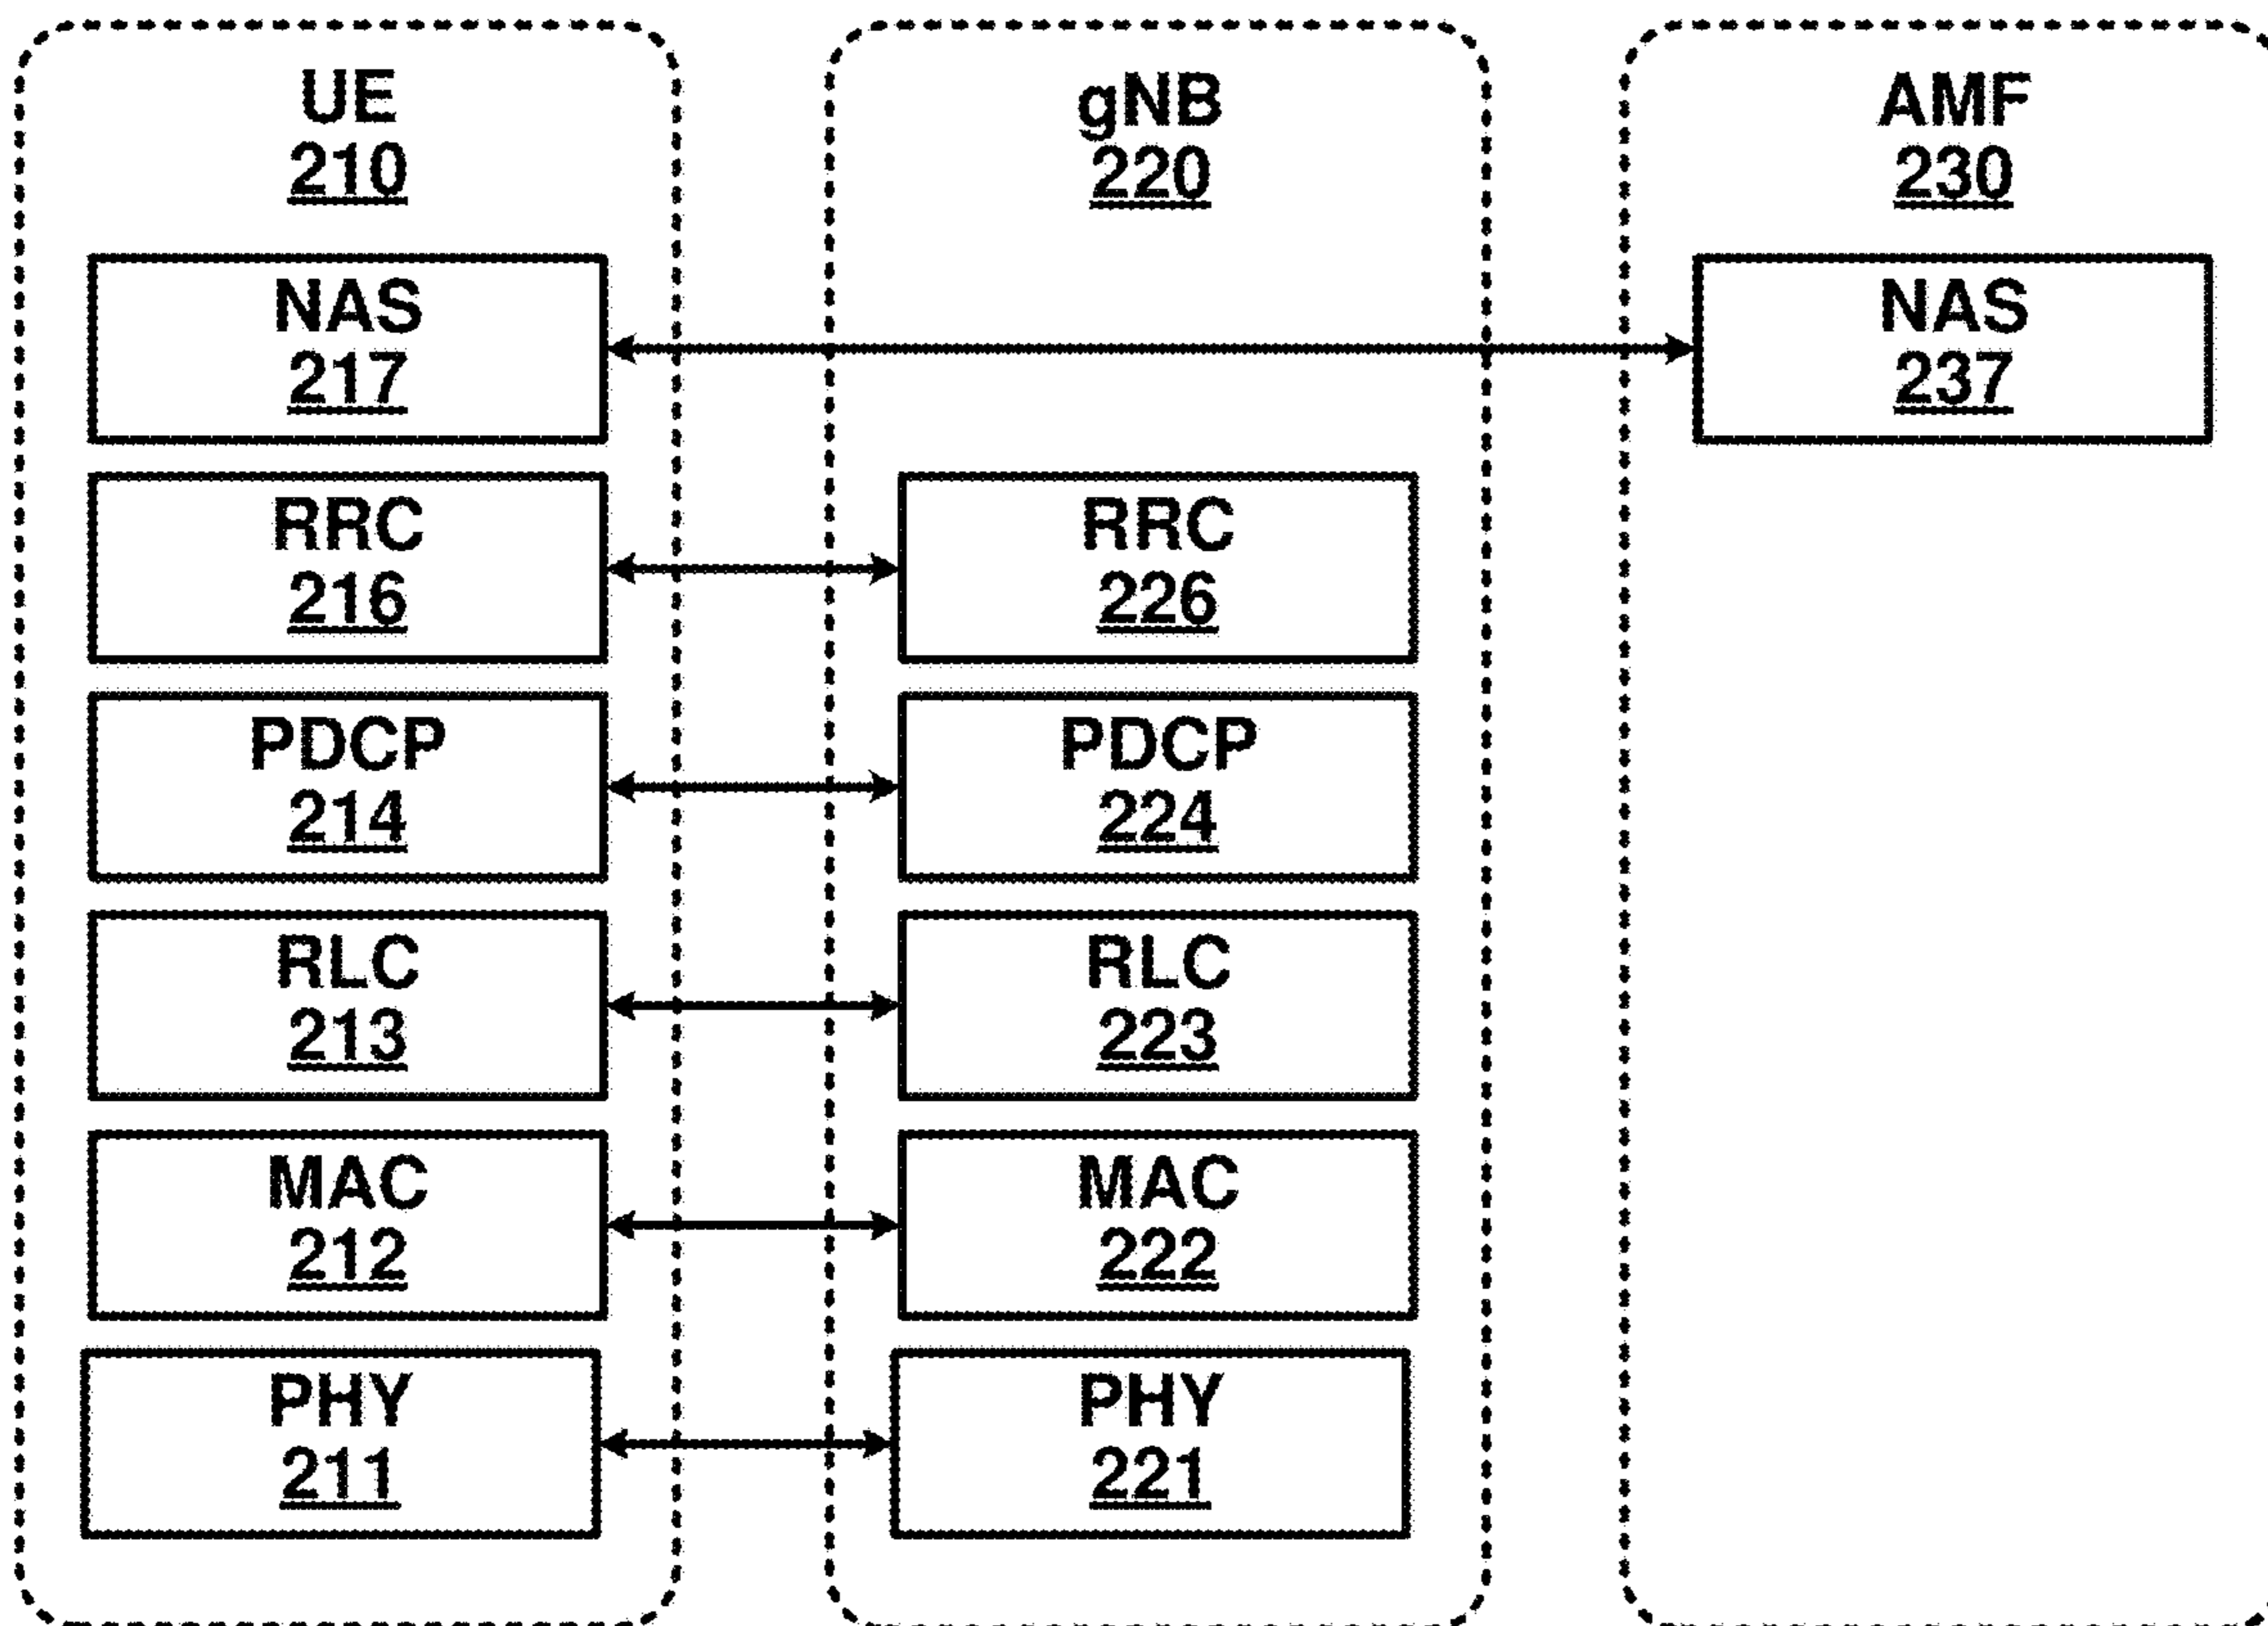 UE
210
gNB
220
AMF
230
NAS
217
NAS
237
RRC
216
RRC
226
PDCP
214
PDCP
224
RLC
213
RLC
223
MAC
212
MAC
222
PHY
211
PHY
221